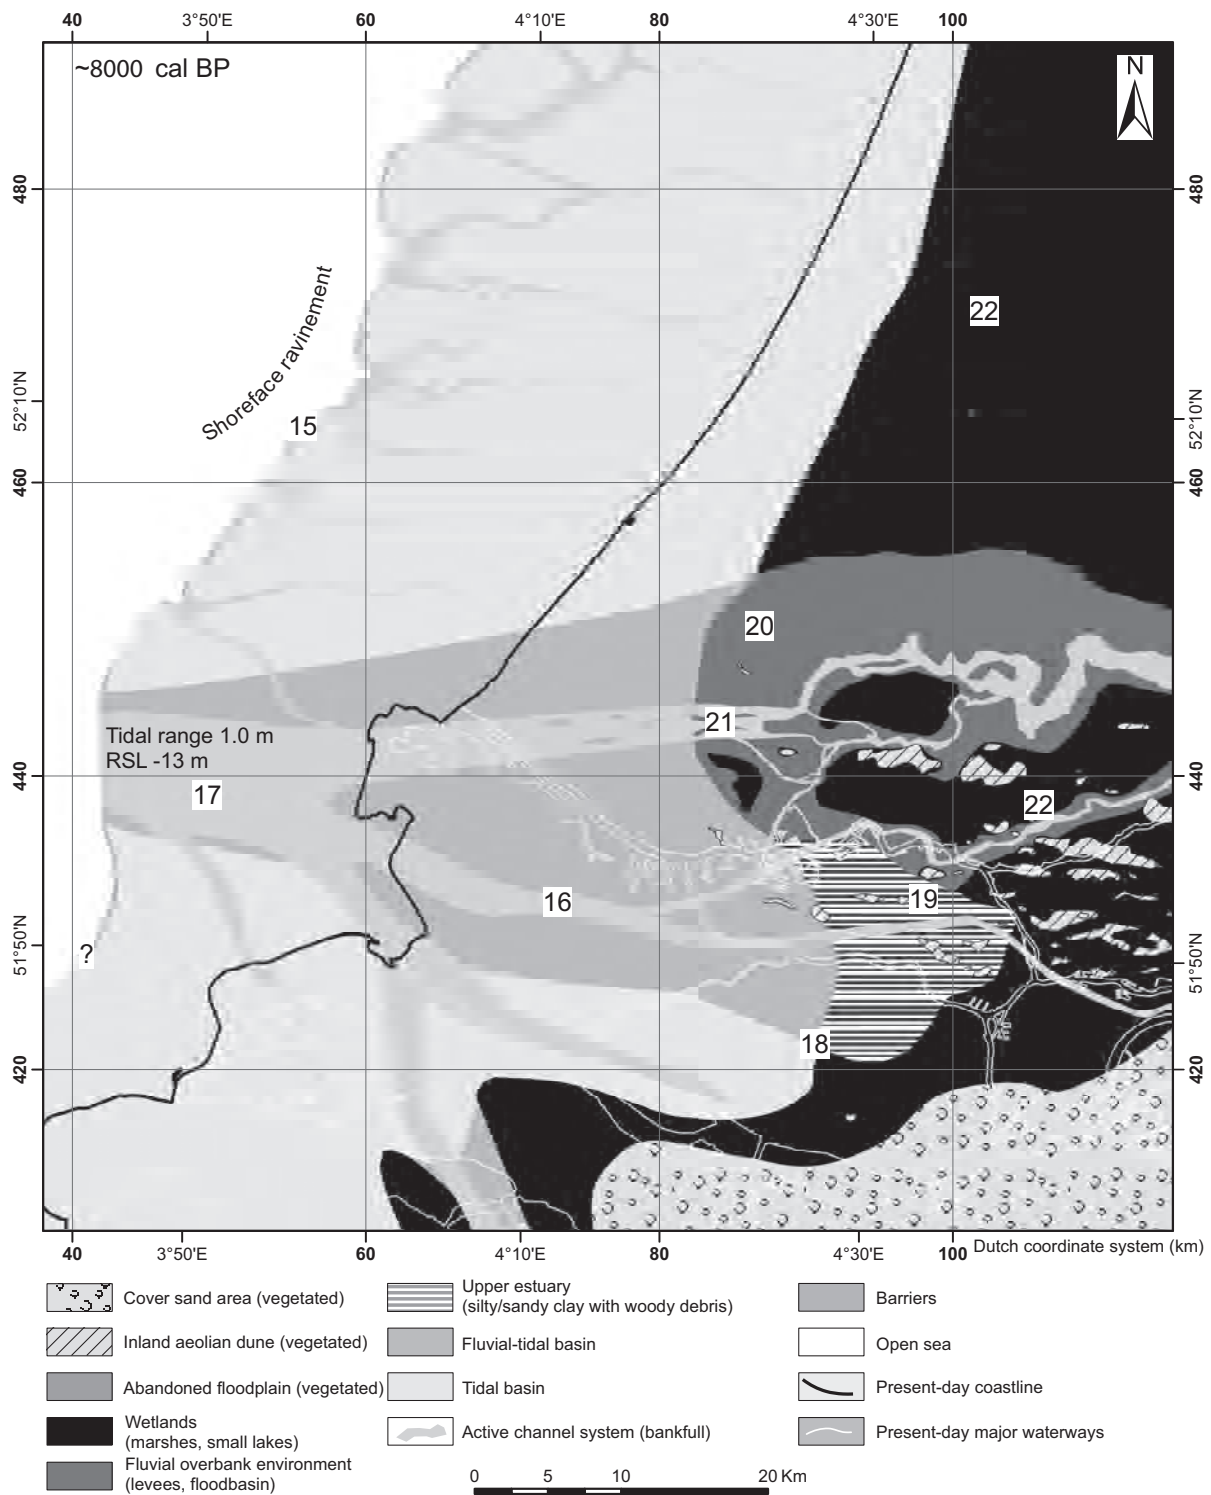 40 3°50'E 60 4°10'E 80 4°30'E 100
~8000 cal BP
N
480 480
Shoreface ravinement
22
15
52°10'N 52°10'N
460 460
20
21
Tidal range 1.0 m
RSL -13 m
440 440
17
22
16
19
?
51°50'N 51°50'N
18
420 420
40 3°50'E 60 4°10'E 80 4°30'E 100 Dutch coordinate system (km)
Cover sand area (vegetated)
Inland aeolian dune (vegetated)
Abandoned floodplain (vegetated)
Wetlands
(marshes, small lakes)
Fluvial overbank environment
(levees, floodbasin)
Upper estuary
(silty/sandy clay with woody debris)
Fluvial-tidal basin
Tidal basin
Active channel system (bankfull)
Barriers
Open sea
Present-day coastline
Present-day major waterways
0 5 10 20 Km